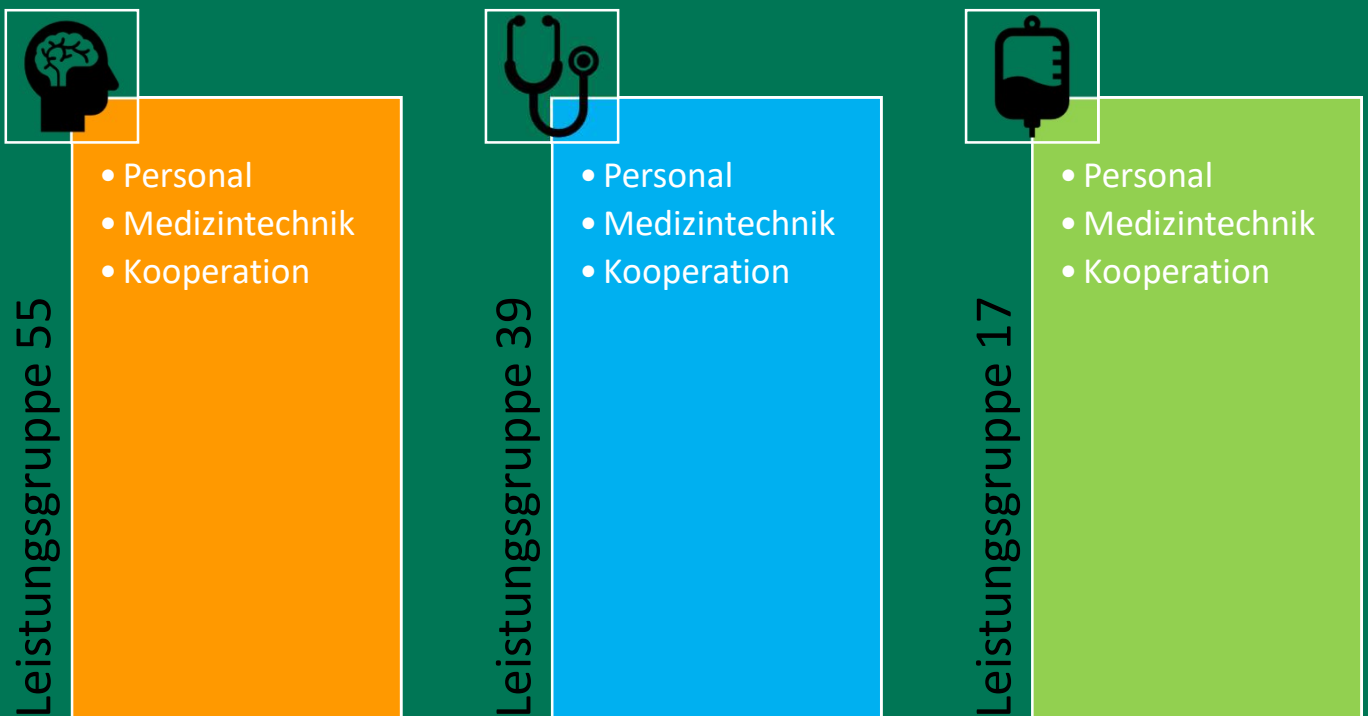 Leistungsgruppe 55
• Personal
• Medizintechnik
• Kooperation
Leistungsgruppe 39
• Personal
• Medizintechnik
• Kooperation
Leistungsgruppe 17
• Personal
• Medizintechnik
• Kooperation